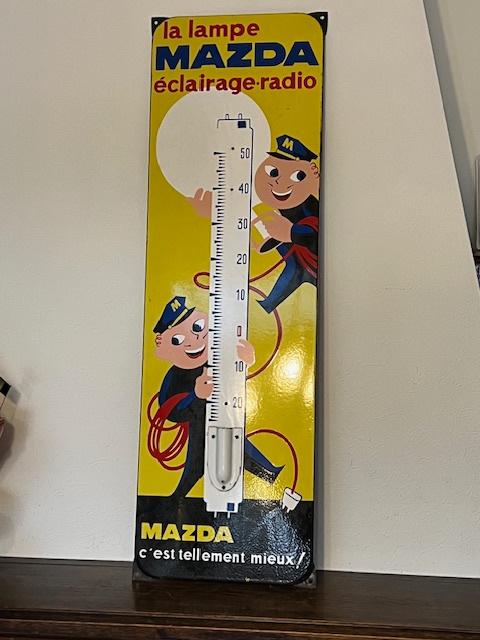 la lampe
MAZDA
éclairage·radio
M
50
40
30
20
10
0
M
10
20
MAZDA
c'est tellement mieux!